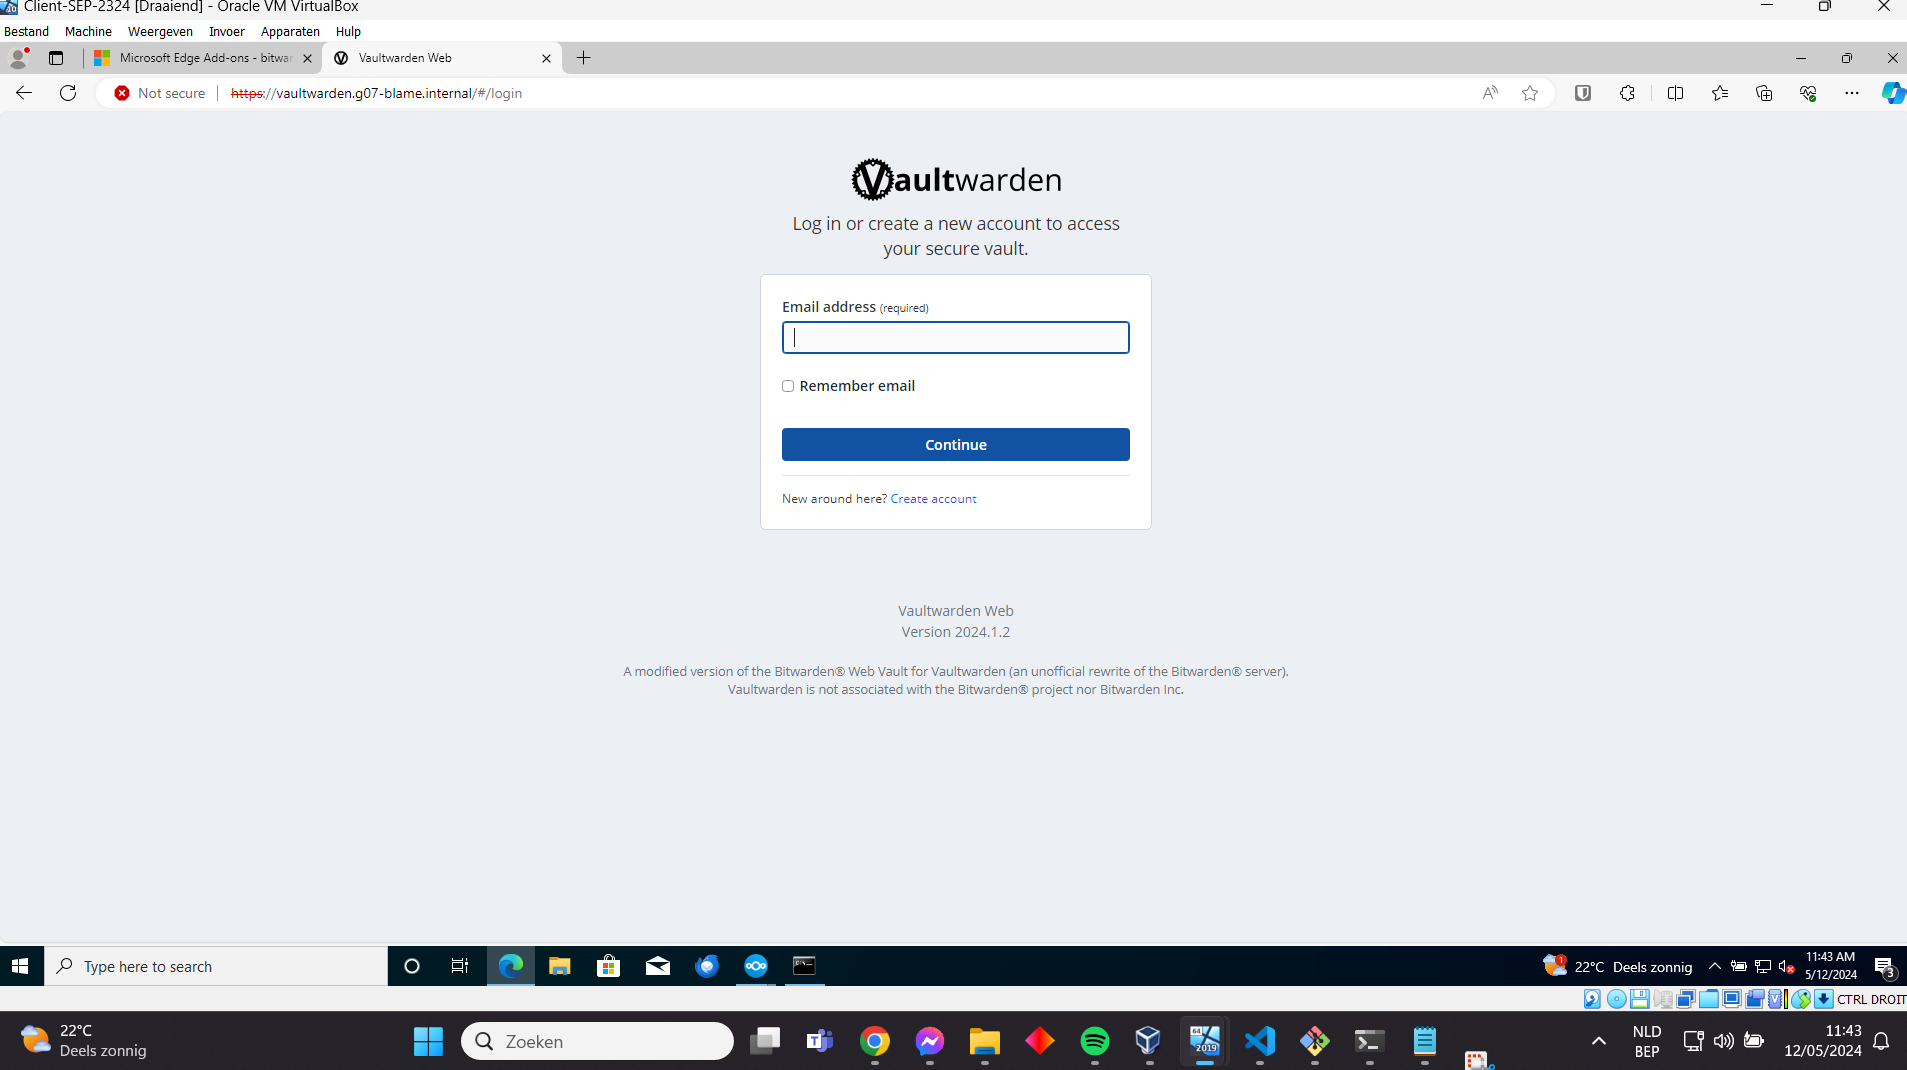 Client-SEP-2324 [Draaiend] - Oracle VM VirtualBox
Bestand Machine Weergeven Invoer Apparaten Hulp
Microsoft Edge Add-ons - bitwar
Vaultwarden Web
Not secure https://vaultwarden.g07-blame.internal/#/login
Vaultwarden
Log in or create a new account to access
your secure vault.
Email address (required)
Remember email
Continue
New around here? Create account
Vaultwarden Web
Version 2024.1.2
A modified version of the Bitwarden® Web Vault for Vaultwarden (an unofficial rewrite of the Bitwarden® server).
Vaultwarden is not associated with the Bitwarden® project nor Bitwarden Inc.
Type here to search
1
22°C Deels zonnig
11:43 AM
5/12/2024
3
CTRL DROIT
22°C
Deels zonnig
Zoeken
64
2019
NLD
BEP
11:43
12/05/2024